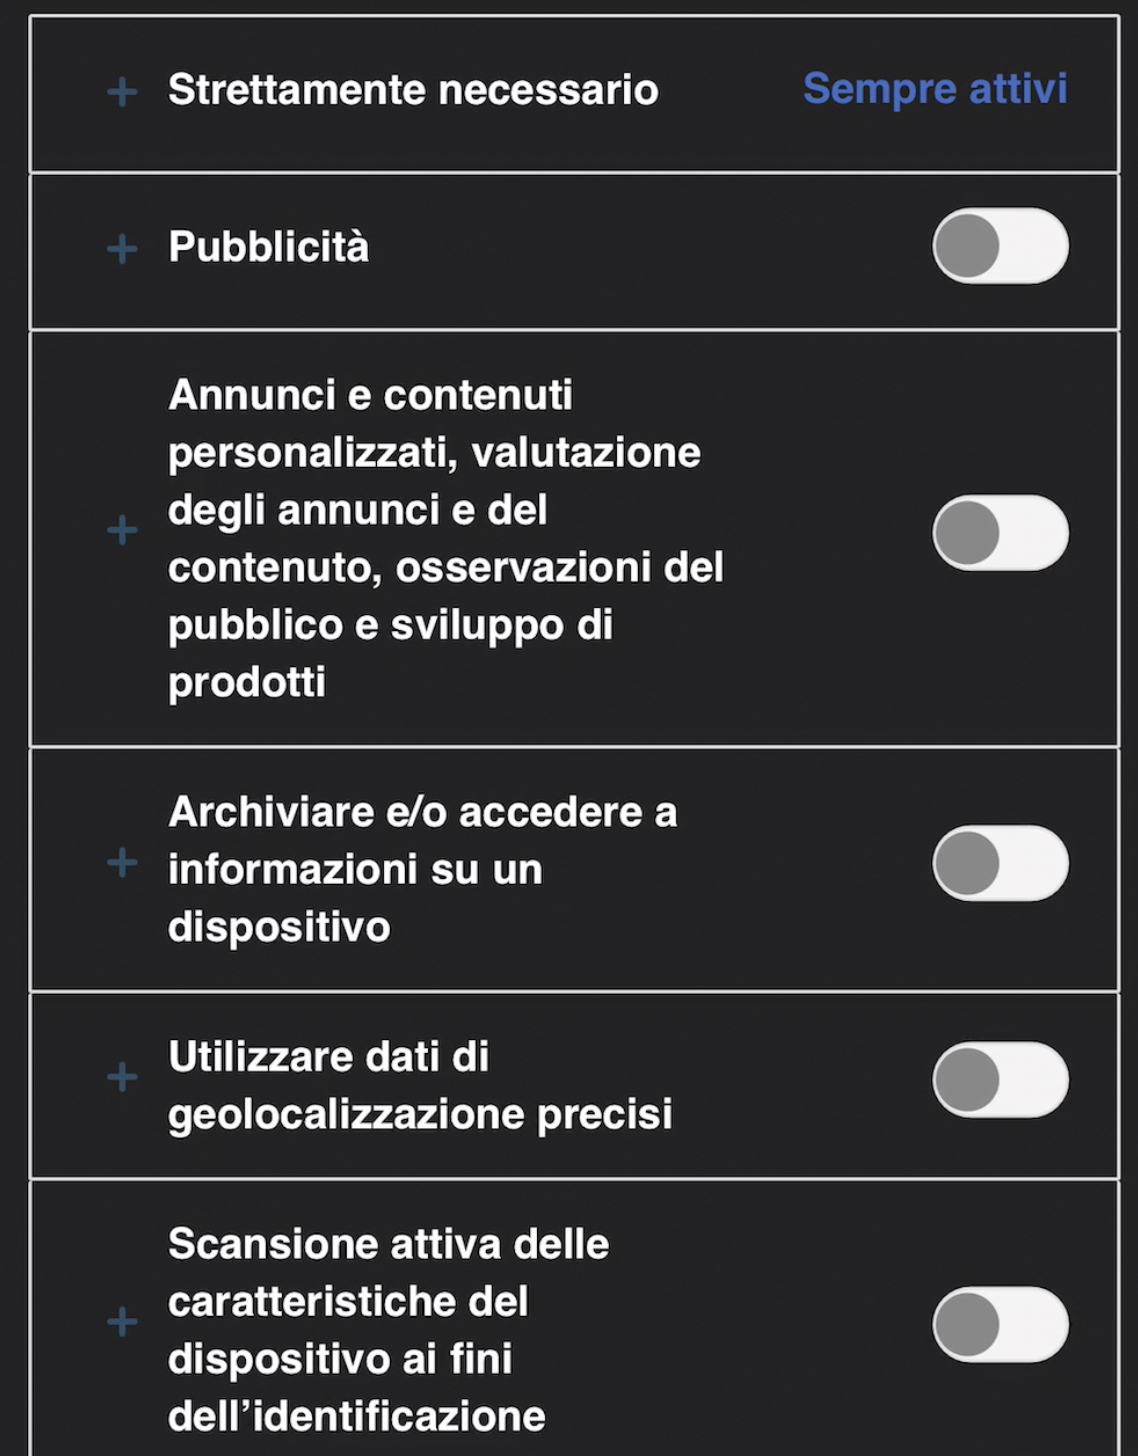 Strettamente necessario Sempre attivi
Pubblicità
Annunci e contenuti
personalizzati, valutazione
degli annunci e del
contenuto, osservazioni del
pubblico e sviluppo di
prodotti
Archiviare e/o accedere a
informazioni su un
dispositivo
Utilizzare dati di
geolocalizzazione precisi
Scansione attiva delle
caratteristiche del
dispositivo ai fini
dell’identificazione